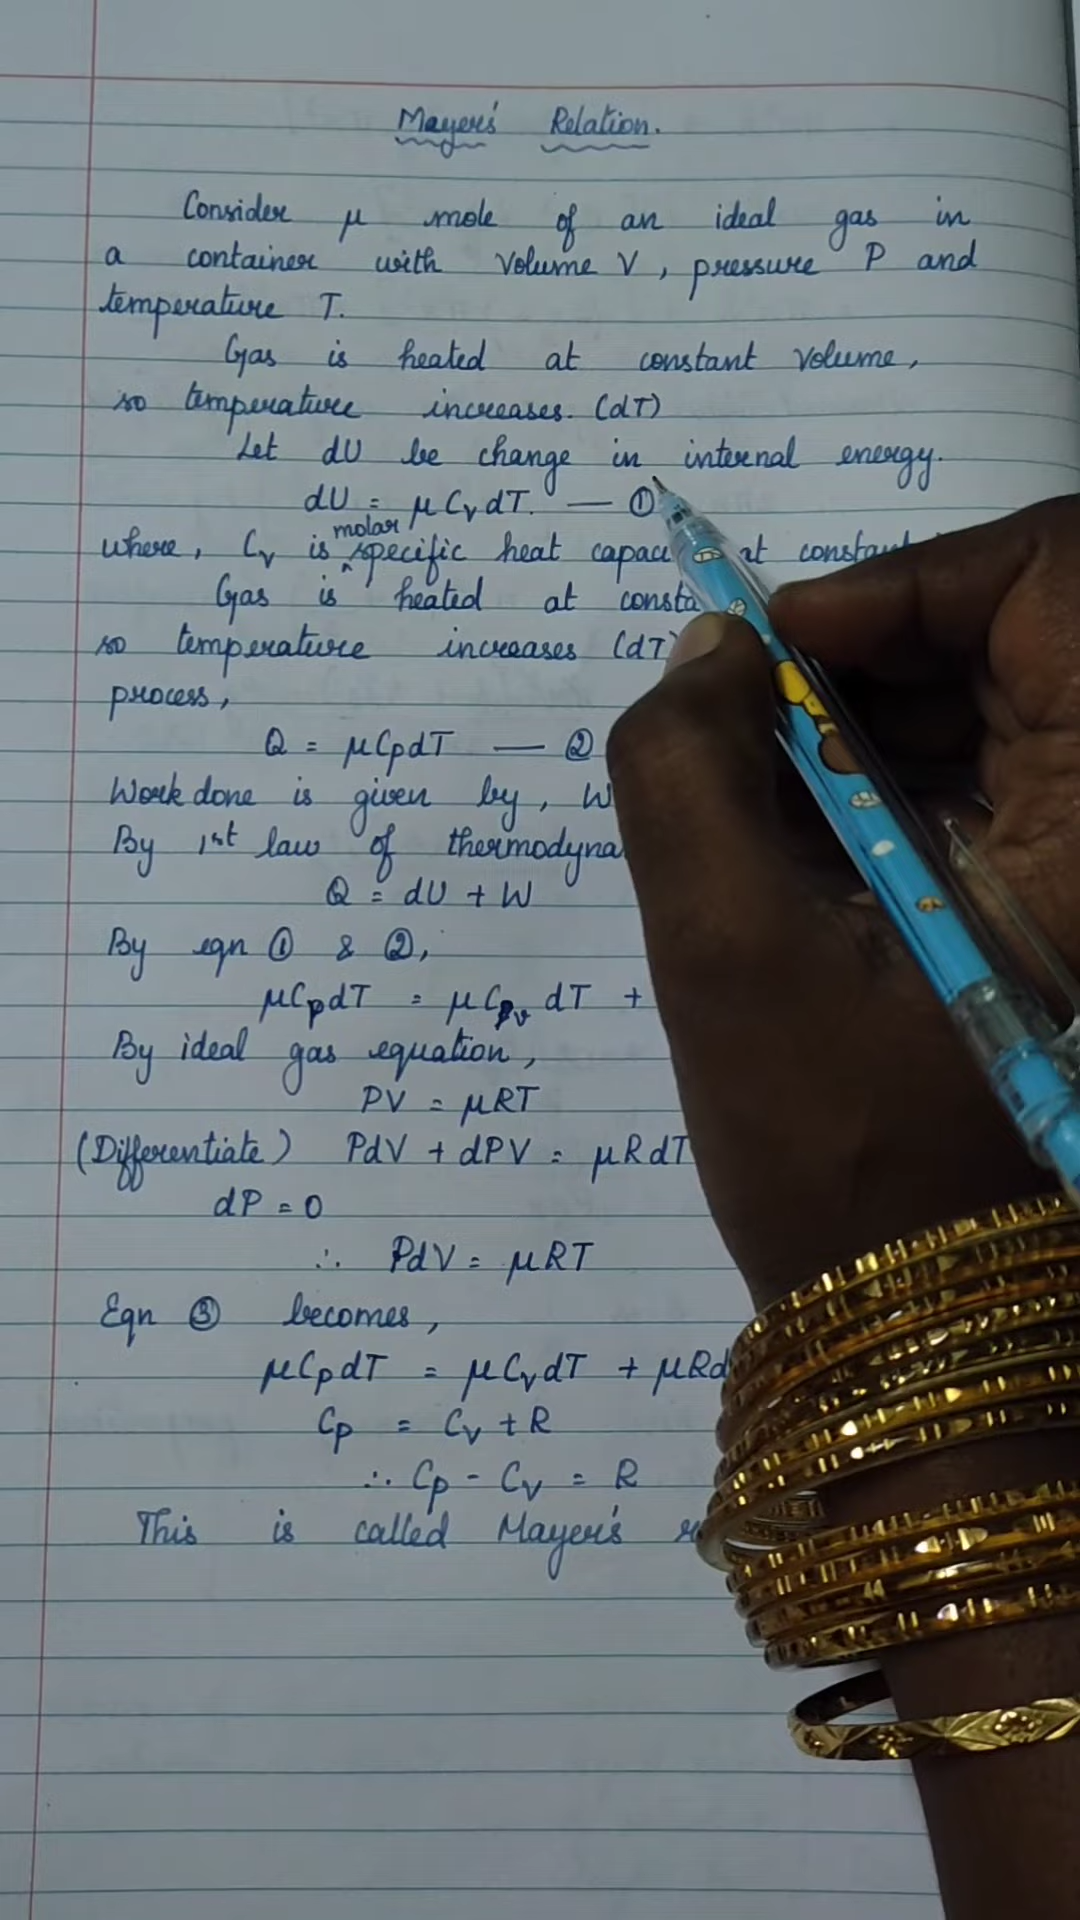 Mayer's Relation.
Consider μ mole of an ideal gas in
a container with volume V, pressure P and
temperature T.
Gas is heated at constant volume,
so temperature increases. (dT)
Let dU be change in internal energy.
dU = μ Cv dT. — ①
where, Cv is molar specific heat capac at constant
Gas is heated at consta
so temperature increases (dT)
process,
Q = μCpdT — ②
Work done is given by, W
By 1st law of thermodyna
Q = dU + W
By eqn ① & ②,
μCpdT = μCv dT +
By ideal gas equation,
PV = μRT
(Differentiate) PdV + dPV = μRdT
dP = 0
∴ PdV = μRT
Eqn ③ becomes,
μCpdT = μCvdT + μRd
Cp = Cv + R
∴ Cp - Cv = R
This is called Mayer's